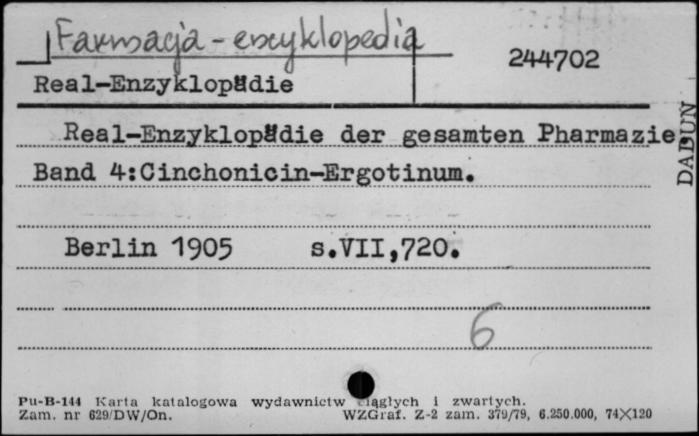 Farmacja - encyklopedia
244702
Real-Enzyklopädie
Real-Enzyklopädie der gesamten Pharmazie.
Band 4:Cinchonicin-Ergotinum.
DABUN
Berlin 1905 s.VII,720.
6
Pu-B-144 Karta katalogowa wydawnictw ciągłych i zwartych.
Zam. nr 629/DW/On. WZGraf. Z-2 zam. 379/79, 6.250.000, 74×120